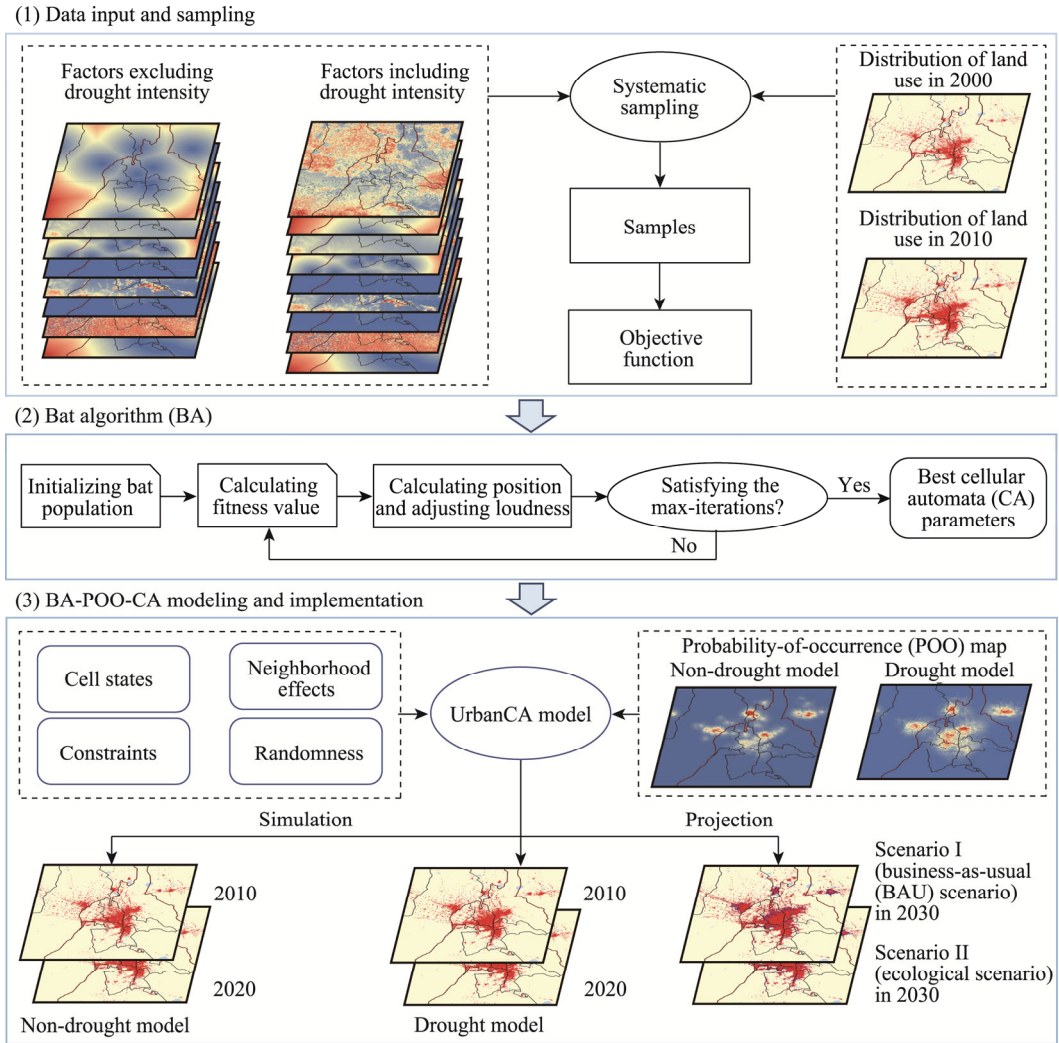 (1) Data input and sampling
Factors excluding
drought intensity
Factors including
drought intensity
Systematic
sampling
Samples
Objective
function
Distribution of land
use in 2000
Distribution of land
use in 2010
(2) Bat algorithm (BA)
Initializing bat
population
Calculating
fitness value
Calculating position
and adjusting loudness
Satisfying the
max-iterations?
Yes
No
Best cellular
automata (CA)
parameters
(3) BA-POO-CA modeling and implementation
Cell states
Neighborhood
effects
Constraints
Randomness
UrbanCA model
Probability-of-occurrence (POO) map
Non-drought model
Drought model
Simulation
Projection
2010
2020
Non-drought model
2010
2020
Drought model
Scenario I
(business-as-usual
(BAU) scenario)
in 2030
Scenario II
(ecological scenario)
in 2030